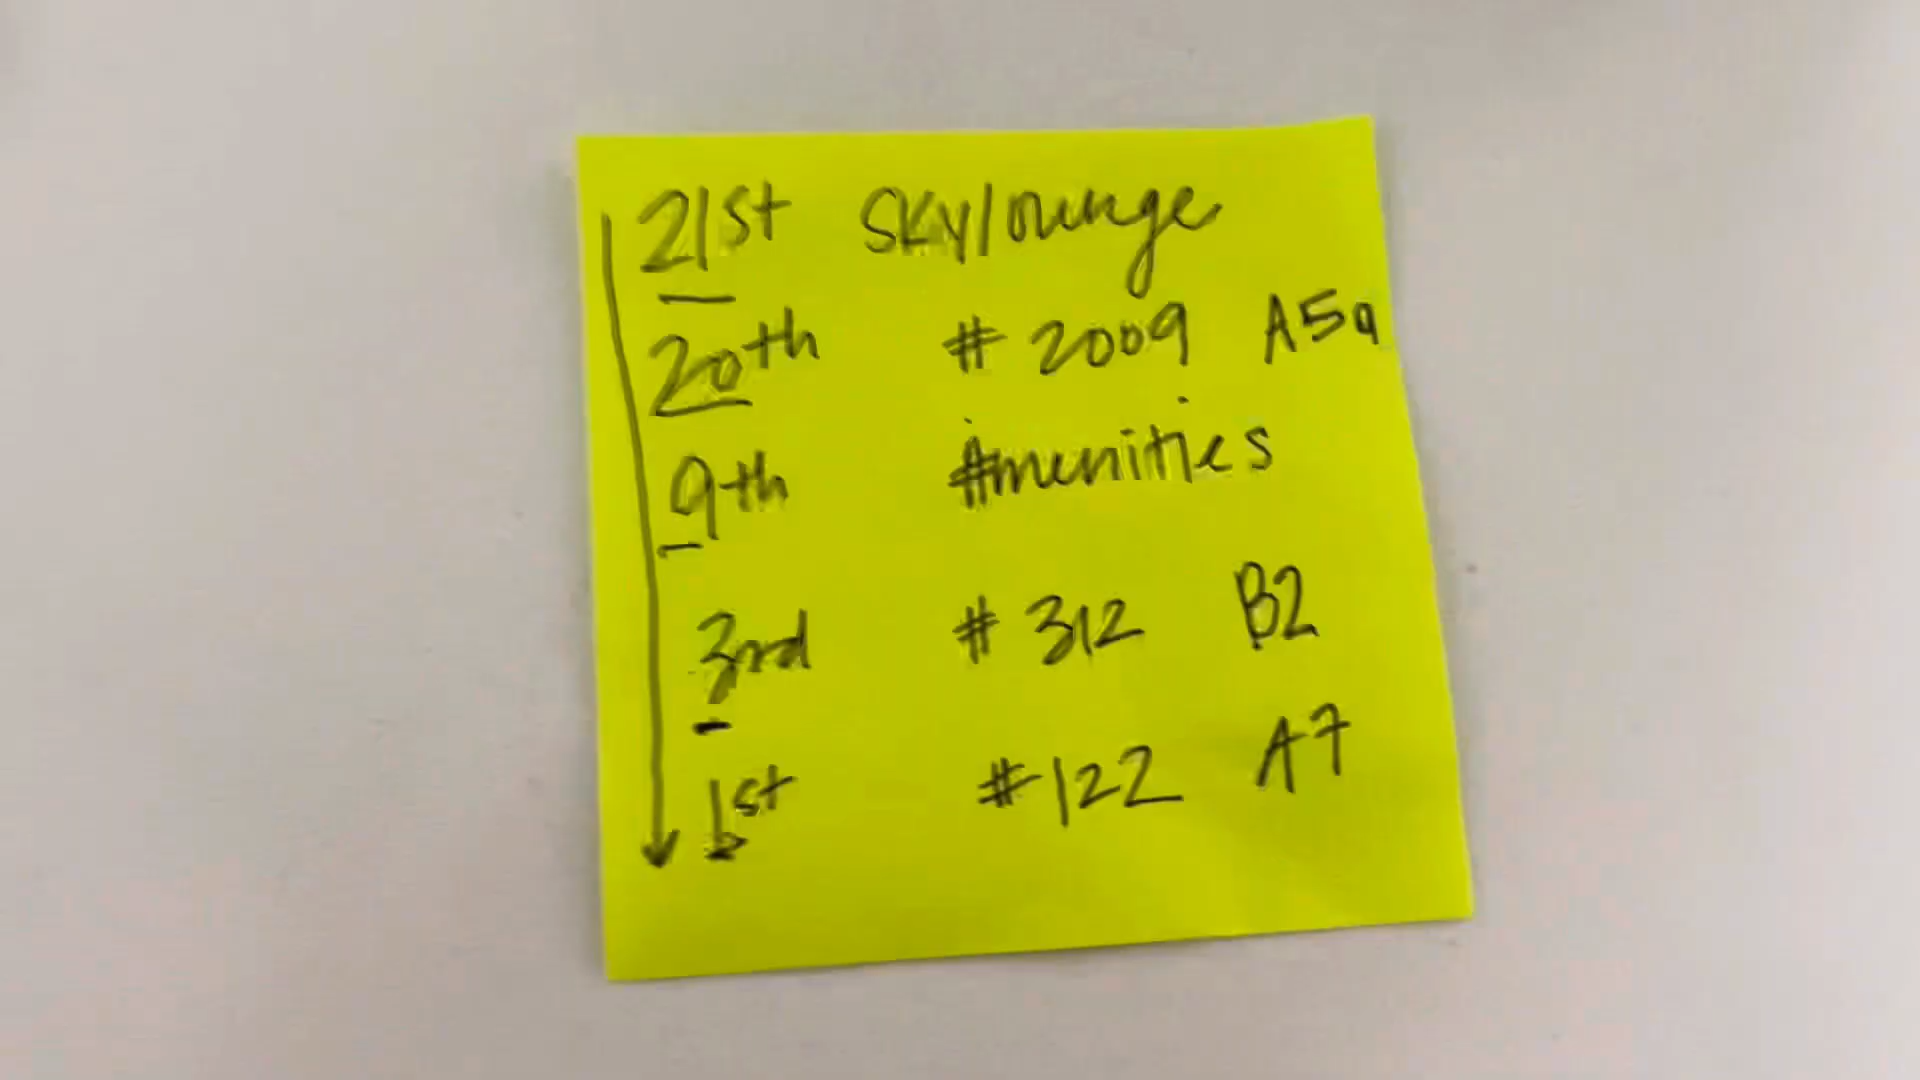 21st Skylounge
20th # 2009 A5a
9th Amenities
3rd # 312 B2
1st # 122 A7